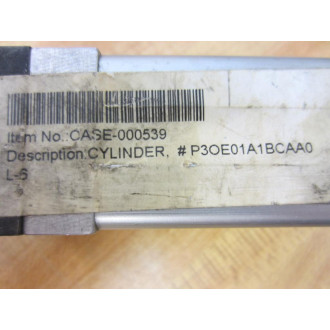 Item No.:CASE-000539
Description:CYLINDER, # P3OE01A1BCAA0
L-6